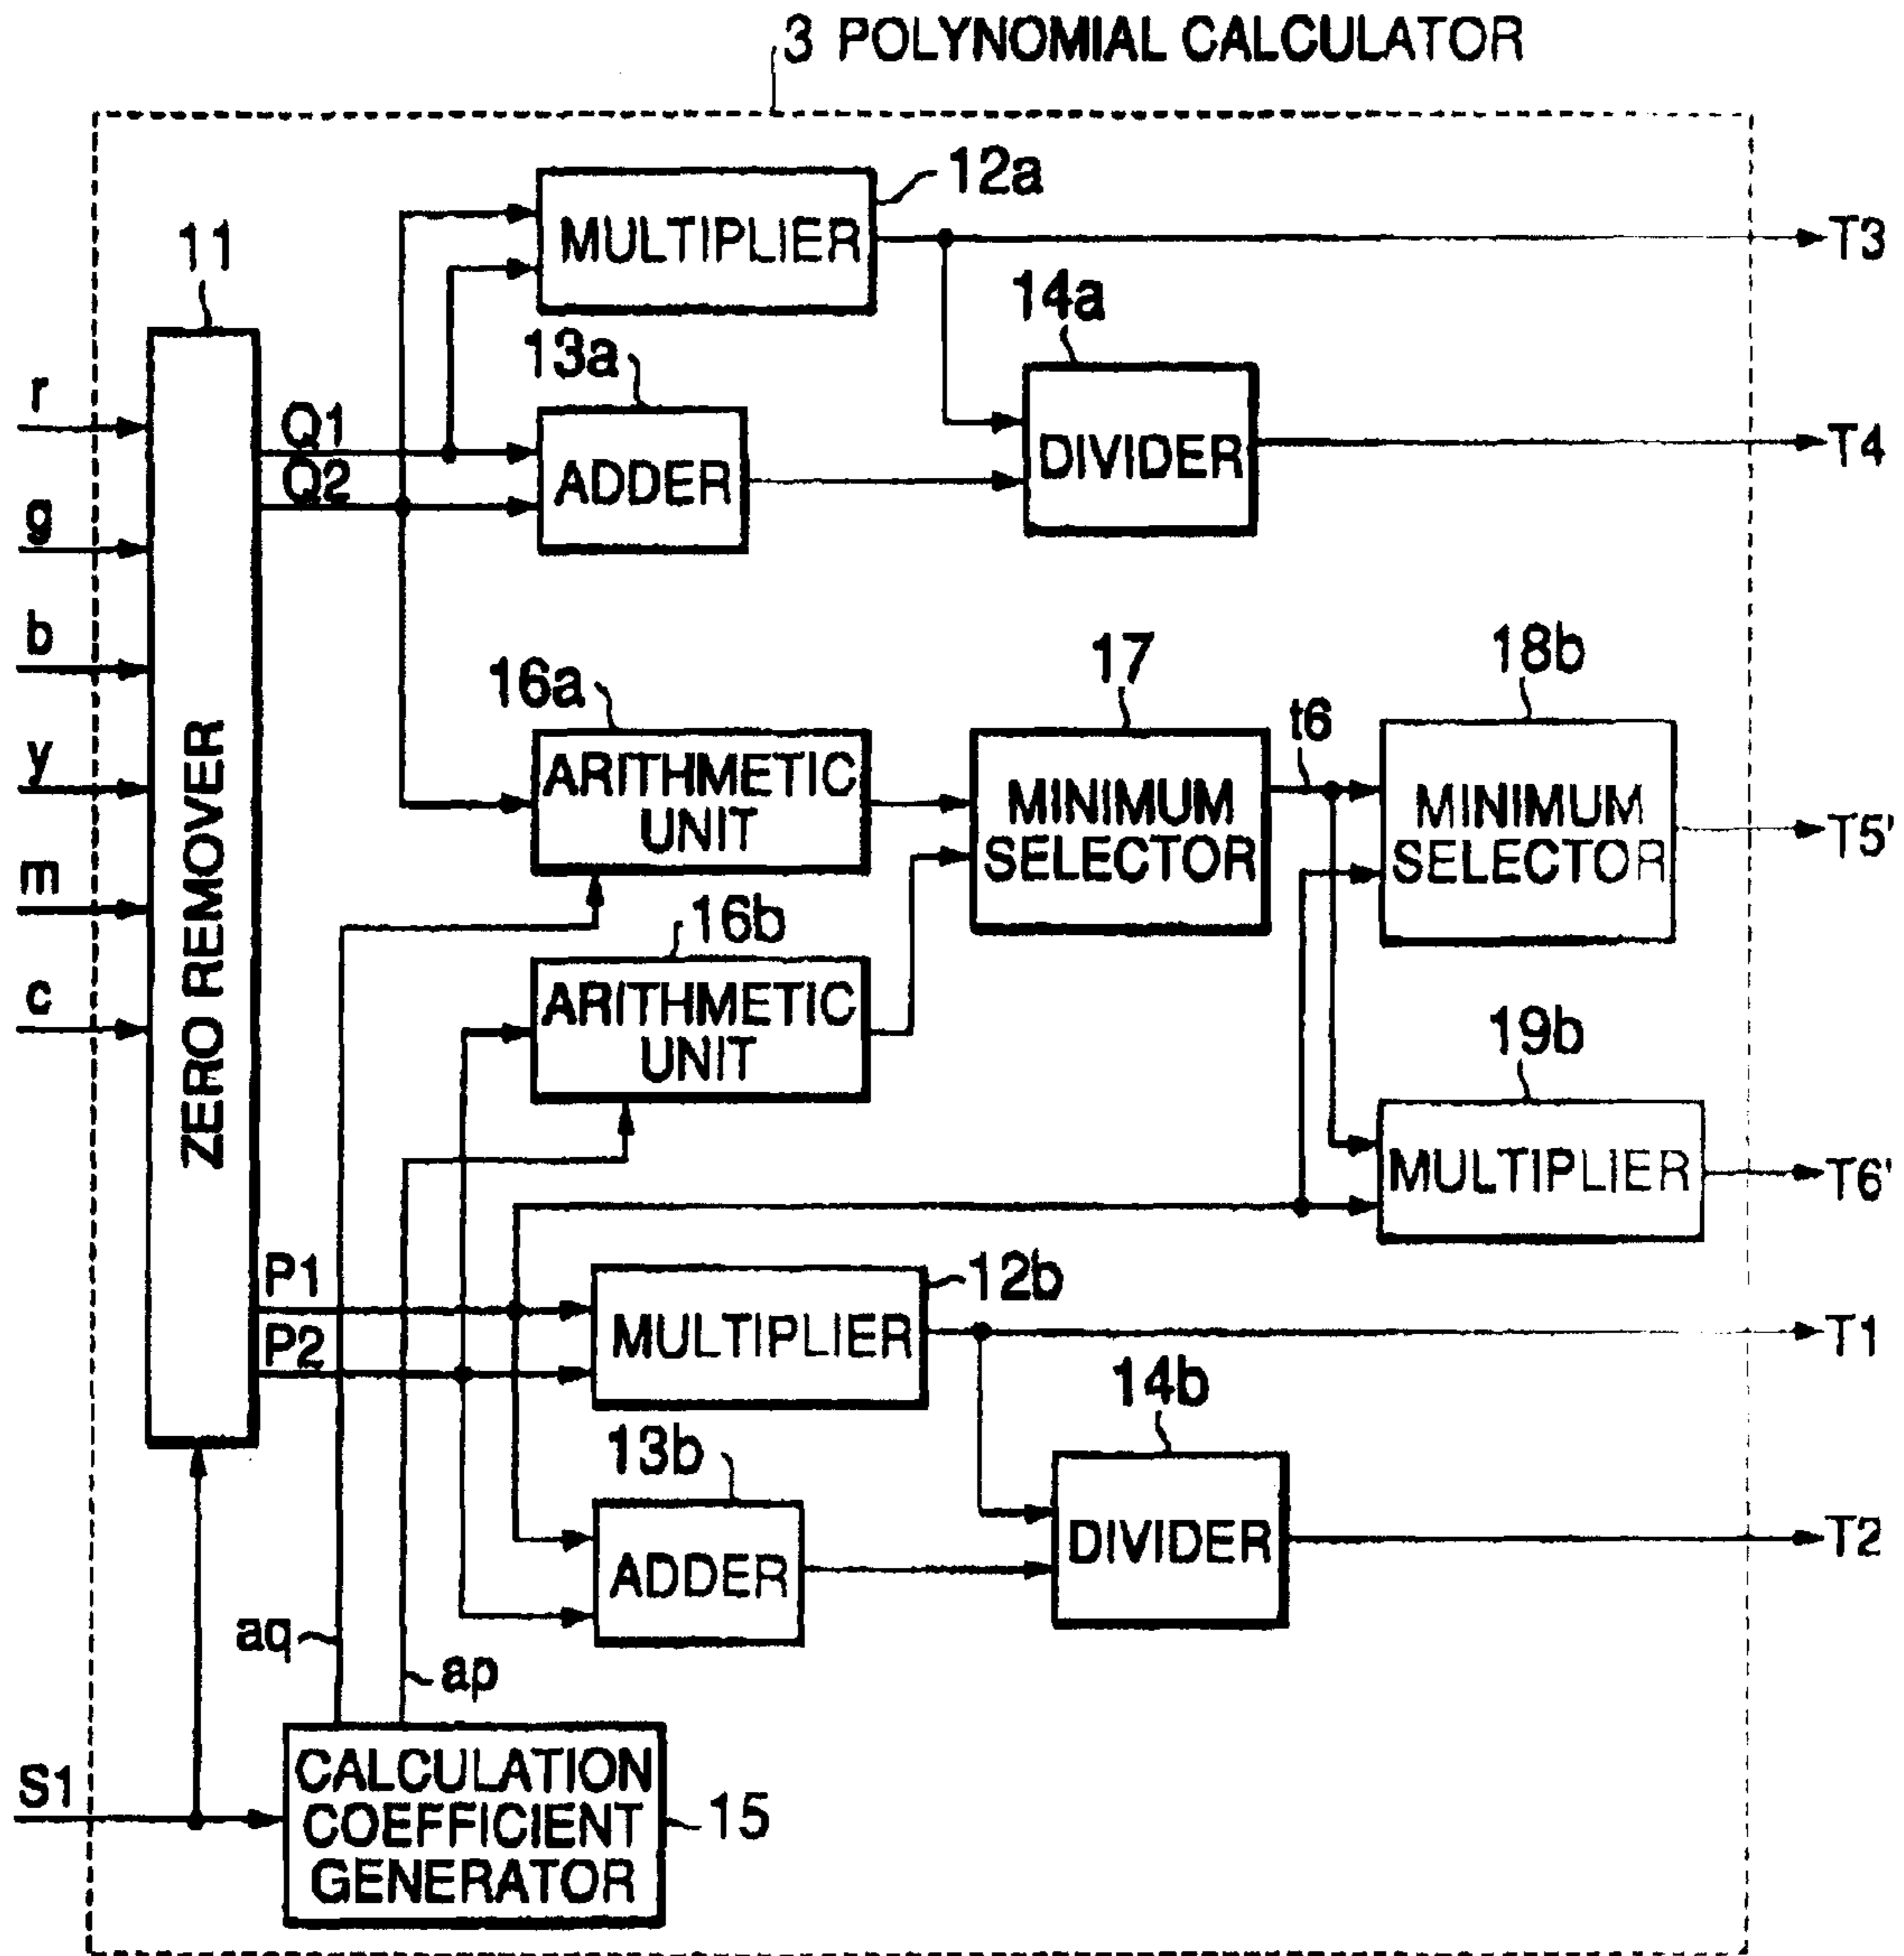 3 POLYNOMIAL CALCULATOR
12a
MULTIPLIER
T3
11
14a
13a
r
Q1
DIVIDER
T4
Q2
ADDER
g
b
16a
17
18b
t6
y
ARITHMETIC
UNIT
MINIMUM
SELECTOR
MINIMUM
SELECTOR
T5'
m
16b
ZERO REMOVER
c
ARITHMETIC
UNIT
19b
MULTIPLIER
T6'
P1
12b
P2
MULTIPLIER
T1
14b
13b
DIVIDER
T2
ADDER
aq
ap
S1
CALCULATION
COEFFICIENT
GENERATOR
15